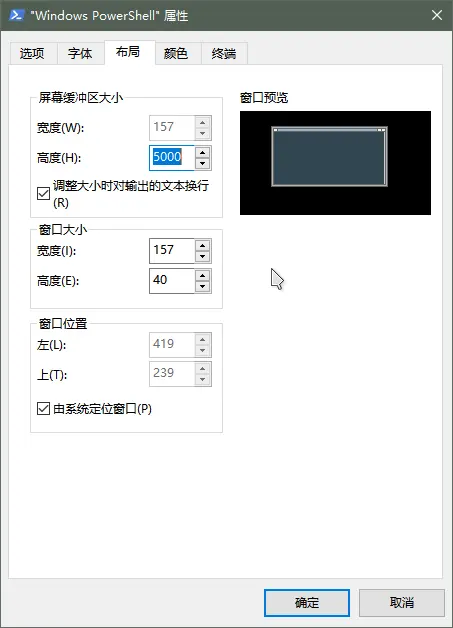 "Windows PowerShell" 属性
选项 字体 布局 颜色 终端
屏幕缓冲区大小
宽度(W): 157
高度(H): 5000
调整大小时对输出的文本换行
(R)
窗口大小
宽度(I): 157
高度(E): 40
窗口位置
左(L): 419
上(T): 239
由系统定位窗口(P)
窗口预览
确定 取消